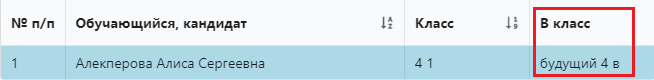 № п/п Обучающийся, кандидат Класс В класс
1 Алекперова Алиса Сергеевна 4 1 будущий 4 в